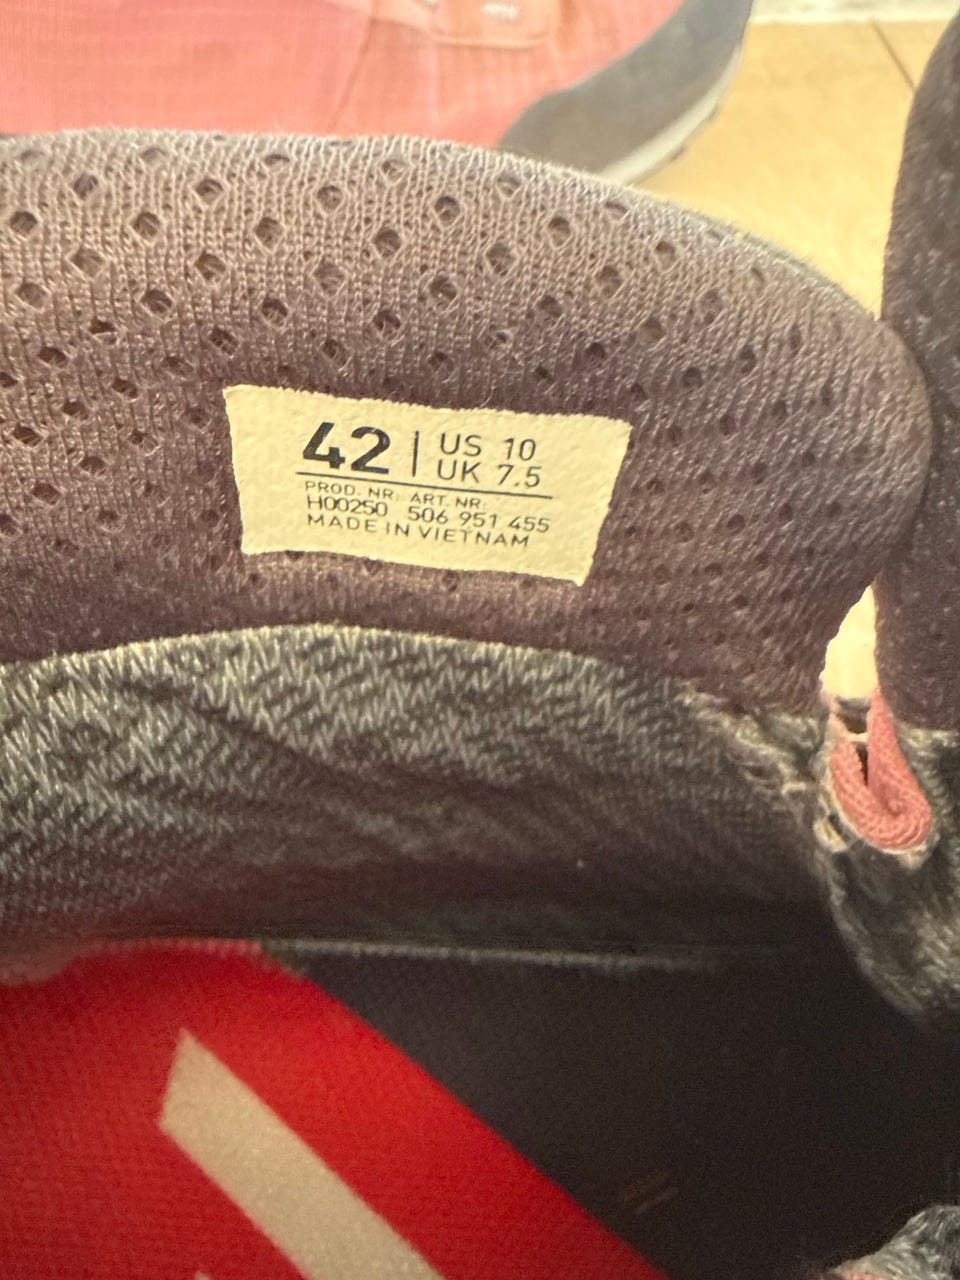 42 | US 10
UK 7.5
PROD. NR: ART. NR:
H00250 506 951 455
MADE IN VIETNAM